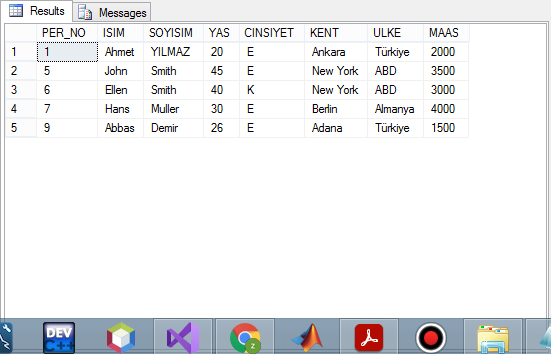 Results Messages
PER_NO ISIM SOYISIM YAS CINSIYET KENT ULKE MAAS
1 1 Ahmet YILMAZ 20 E Ankara Türkiye 2000
2 5 John Smith 45 E New York ABD 3500
3 6 Ellen Smith 40 K New York ABD 3000
4 7 Hans Muller 30 E Berlin Almanya 4000
5 9 Abbas Demir 26 E Adana Türkiye 1500
DEV z
C++